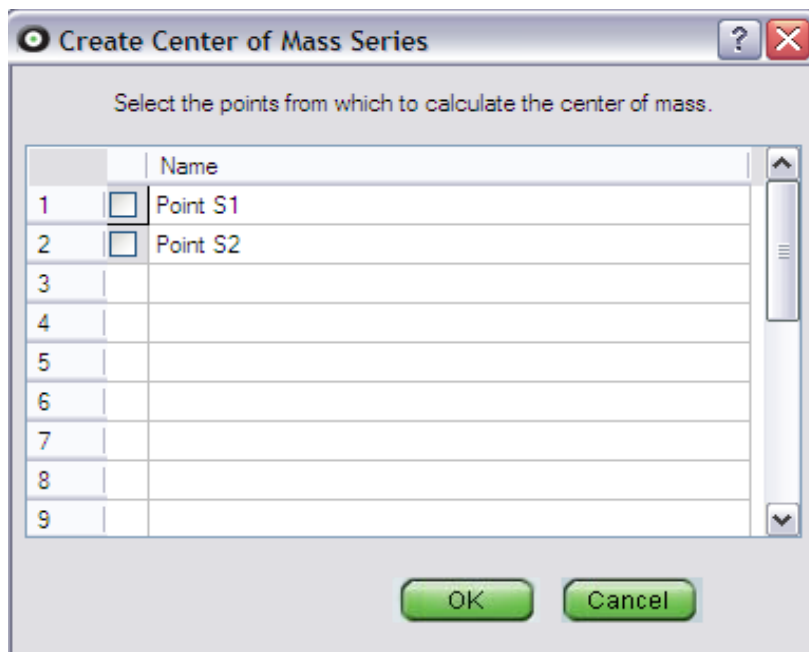 Create Center of Mass Series
?
Select the points from which to calculate the center of mass.
Name
1 Point S1
2 Point S2
3
4
5
6
7
8
9
OK Cancel